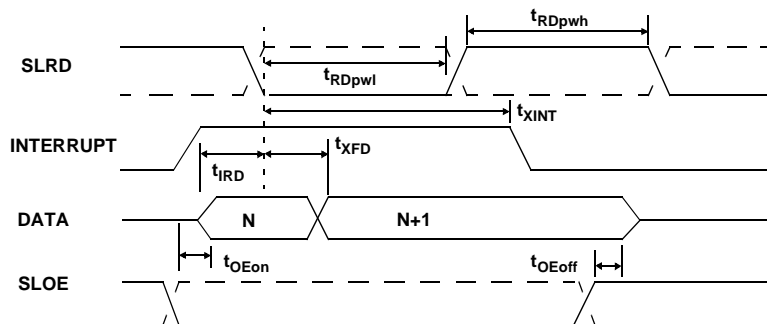 t_RDpwh
SLRD
t_RDpwl
t_XINT
INTERRUPT
t_XFD
t_IRD
DATA
N
N+1
t_OEon
t_OEoff
SLOE